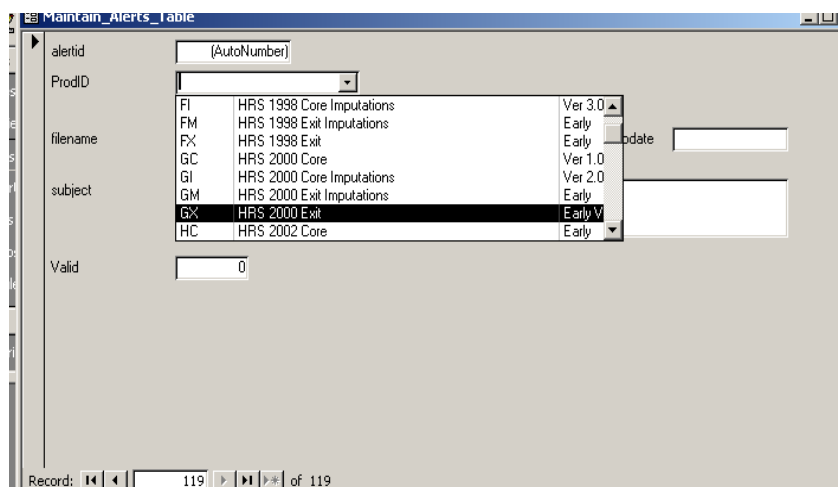 Maintain_Alerts_Table
alertid (AutoNumber)
ProdID
FI HRS 1998 Core Imputations Ver 3.0
FM HRS 1998 Exit Imputations Early
FX HRS 1998 Exit Early
filename
GC HRS 2000 Core Ver 1.0
GI HRS 2000 Core Imputations Ver 2.0
subject
GM HRS 2000 Exit Imputations Early
GX HRS 2000 Exit Early V
HC HRS 2002 Core Early
Valid 0
Record: 119 of 119